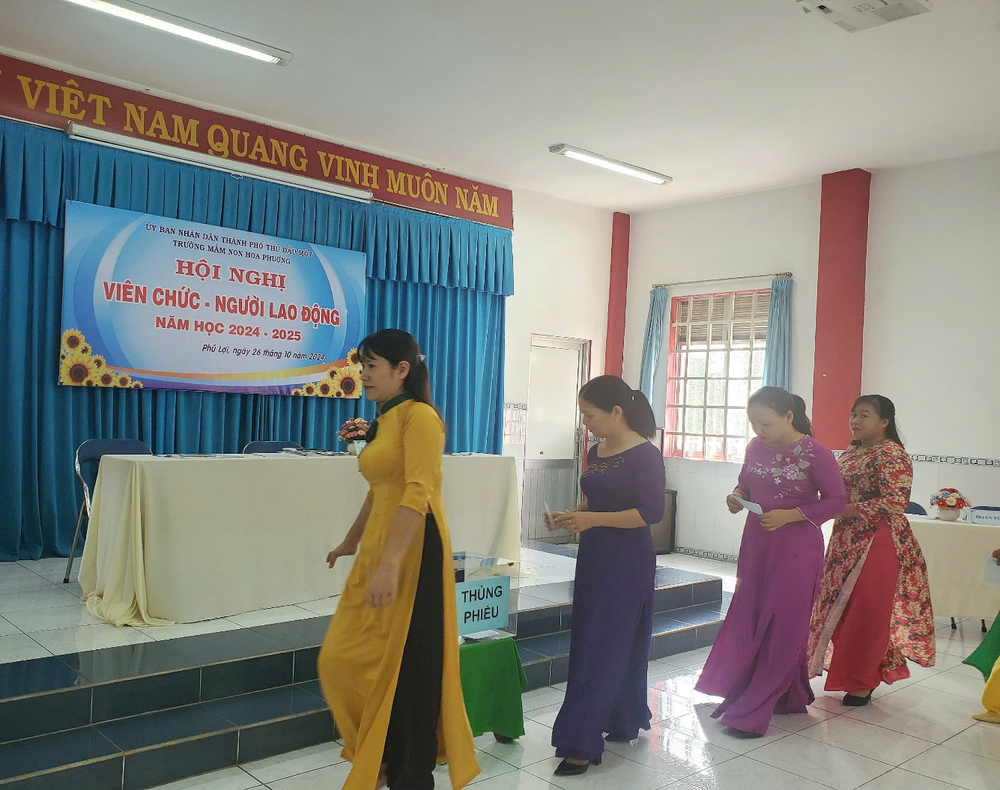 VIỆT NAM QUANG VINH MUÔN NĂM
ỦY BAN NHÂN DÂN THÀNH PHỐ THỦ DẦU MỘT
TRƯỜNG MẦM NON HOA PHƯỢNG
HỘI NGHỊ
VIÊN CHỨC - NGƯỜI LAO ĐỘNG
NĂM HỌC 2024 - 2025
Phú Lợi, ngày 26 tháng 10 năm 2024
THÙNG
PHIẾU
ĐOÀN